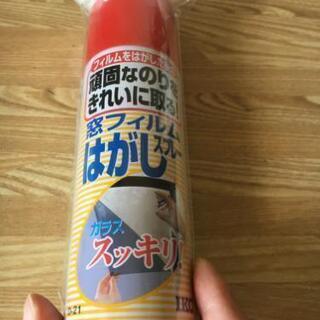 フィルムをはがした
頑固なのりを
きれいに取る!
窓フィルム
はがしスプレー
ガラス
スッキリ